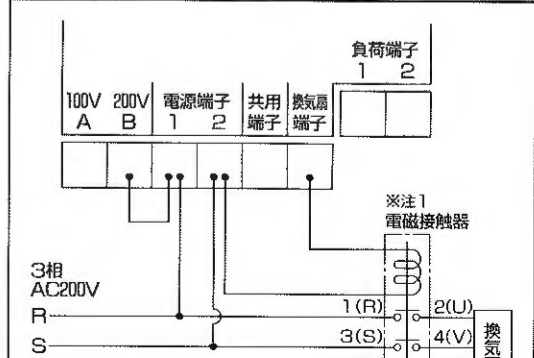 負荷端子
1 2
100V 200V 電源端子 共用 換気扇
A B 1 2 端子 端子
※注1
電磁接触器
3相
AC200V
R
1(R) 2(U)
S
3(S) 4(V)
換気